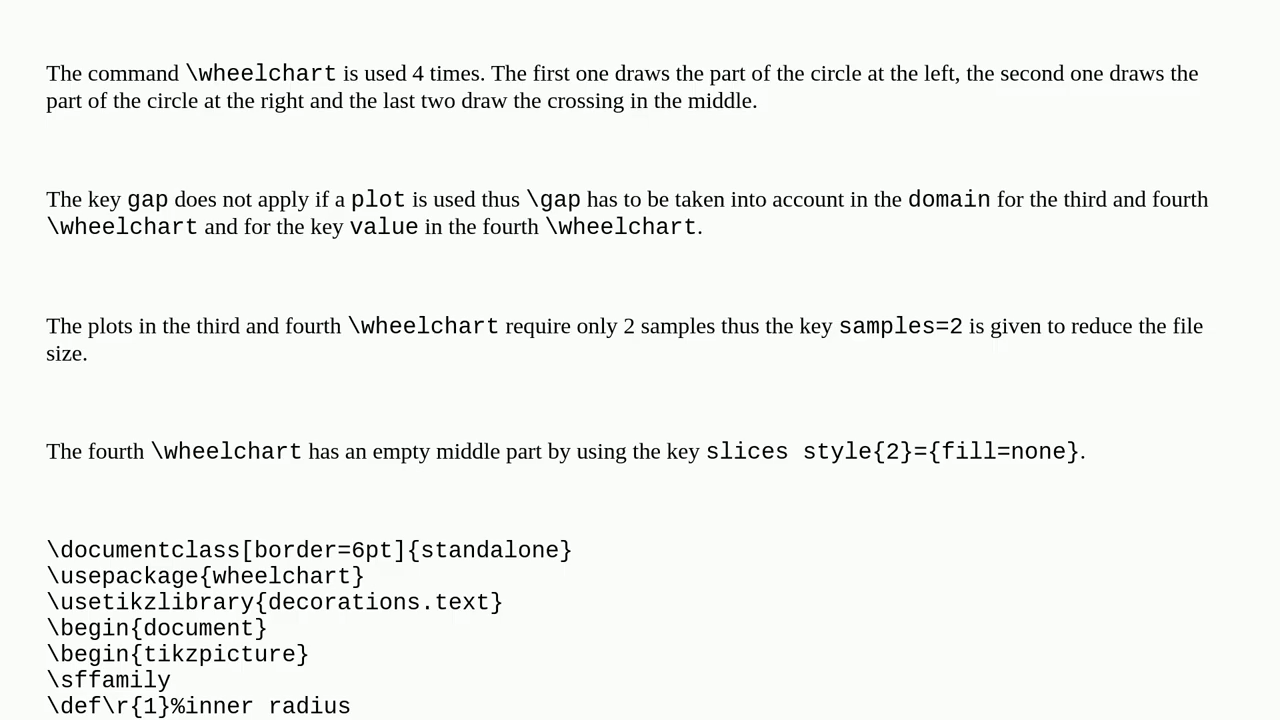 The command \wheelchart is used 4 times. The first one draws the part of the circle at the left, the second one draws the
part of the circle at the right and the last two draw the crossing in the middle.
The key gap does not apply if a plot is used thus \gap has to be taken into account in the domain for the third and fourth
\wheelchart and for the key value in the fourth \wheelchart.
The plots in the third and fourth \wheelchart require only 2 samples thus the key samples=2 is given to reduce the file
size.
The fourth \wheelchart has an empty middle part by using the key slices style{2}={fill=none}.
\documentclass[border=6pt]{standalone}
\usepackage{wheelchart}
\usetikzlibrary{decorations.text}
\begin{document}
\begin{tikzpicture}
\sffamily
\def\r{1}%inner radius